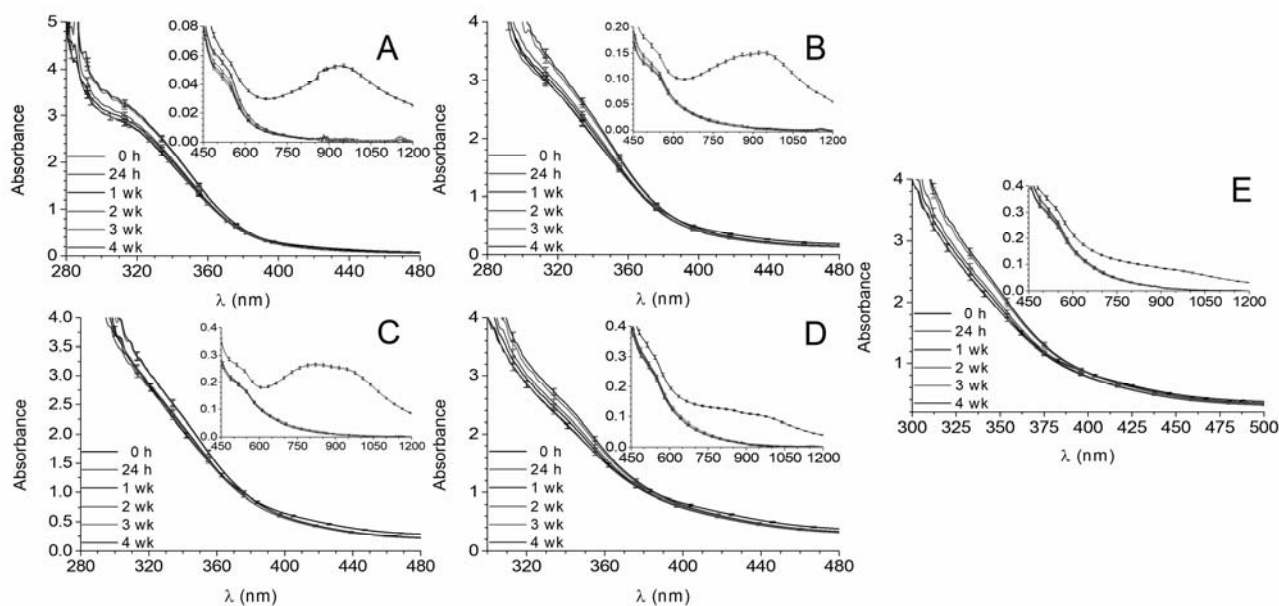 A
Absorbance
5
4
3
2
1
0
280 320 360 400 440 480
λ (nm)
0.08
0.06
0.04
0.02
0.00
450 600 750 900 1050 1200
0 h
24 h
1 wk
2 wk
3 wk
4 wk
B
Absorbance
4
3
2
1
0
320 360 400 440 480
λ (nm)
0.20
0.15
0.10
0.05
0.00
450 600 750 900 1050 1200
0 h
24 h
1 wk
2 wk
3 wk
4 wk
C
Absorbance
4.0
3.5
3.0
2.5
2.0
1.5
1.0
0.5
0.0
280 320 360 400 440 480
λ (nm)
0.4
0.3
0.2
0.1
0.0
450 600 750 900 1050 1200
0 h
24 h
1 wk
2 wk
3 wk
4 wk
D
Absorbance
4
3
2
1
0
320 360 400 440 480
λ (nm)
0.4
0.3
0.2
0.1
0.0
450 600 750 900 1050 1200
0 h
24 h
1 wk
2 wk
3 wk
4 wk
E
Absorbance
4
3
2
1
300 325 350 375 400 425 450 475 500
λ (nm)
0.4
0.3
0.2
0.1
0.0
450 600 750 900 1050 1200
0 h
24 h
1 wk
2 wk
3 wk
4 wk